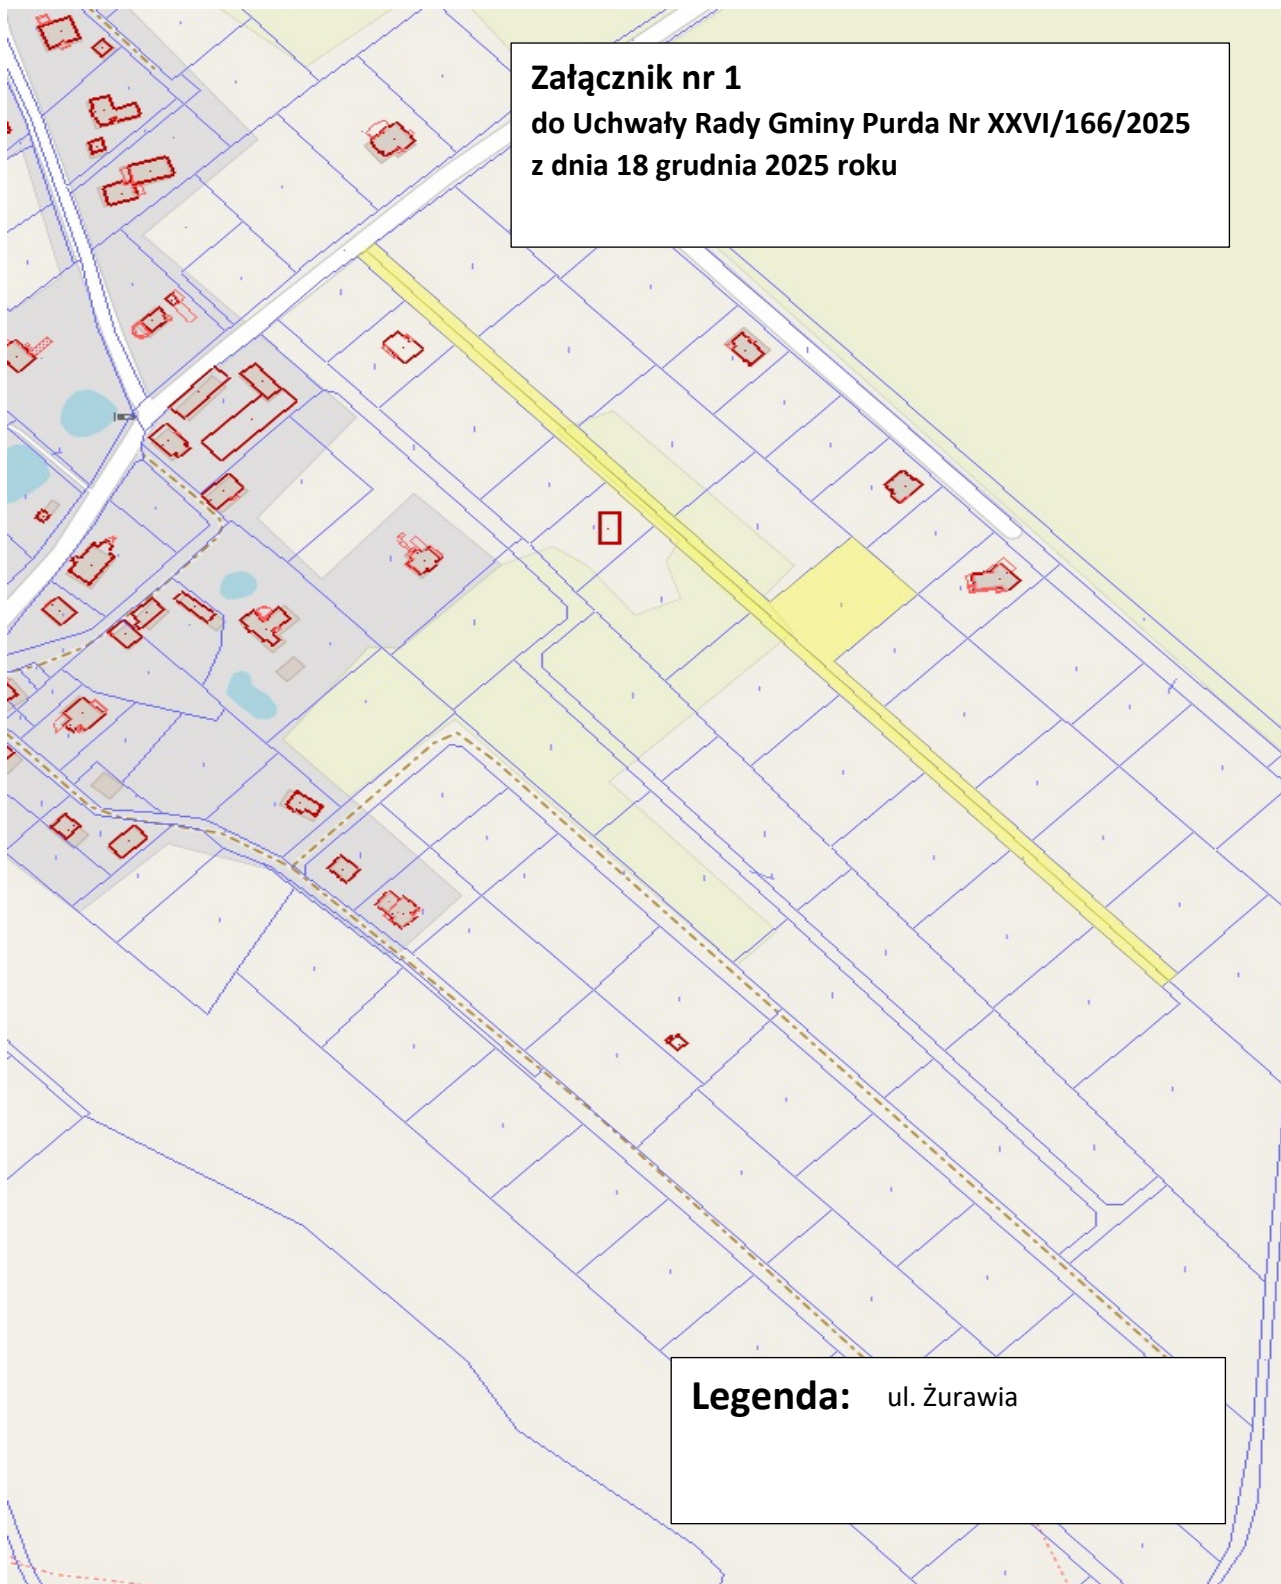 Załącznik nr 1
do Uchwały Rady Gminy Purda Nr XXVI/166/2025
z dnia 18 grudnia 2025 roku
Legenda: ul. Żurawia